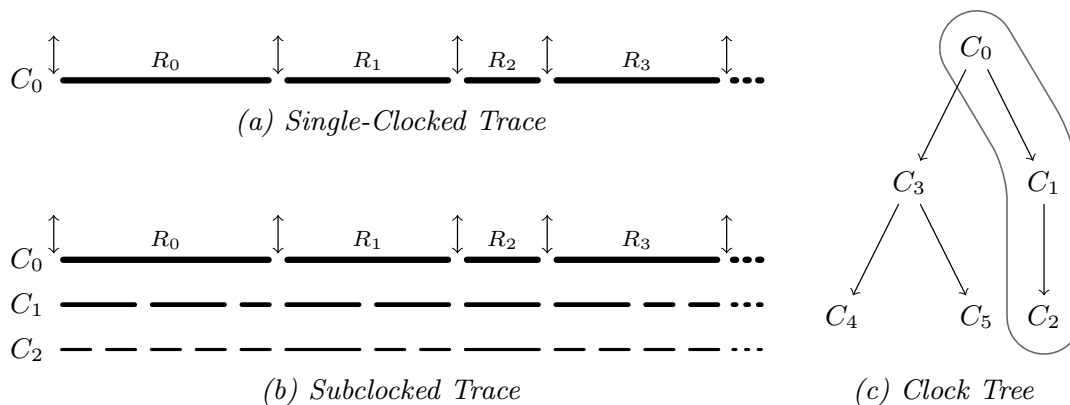 R₀ R₁ R₂ R₃
C₀
(a) Single-Clocked Trace
R₀ R₁ R₂ R₃
C₀
C₁
C₂
(b) Subclocked Trace
C₀
C₃ C₁
C₄ C₅ C₂
(c) Clock Tree